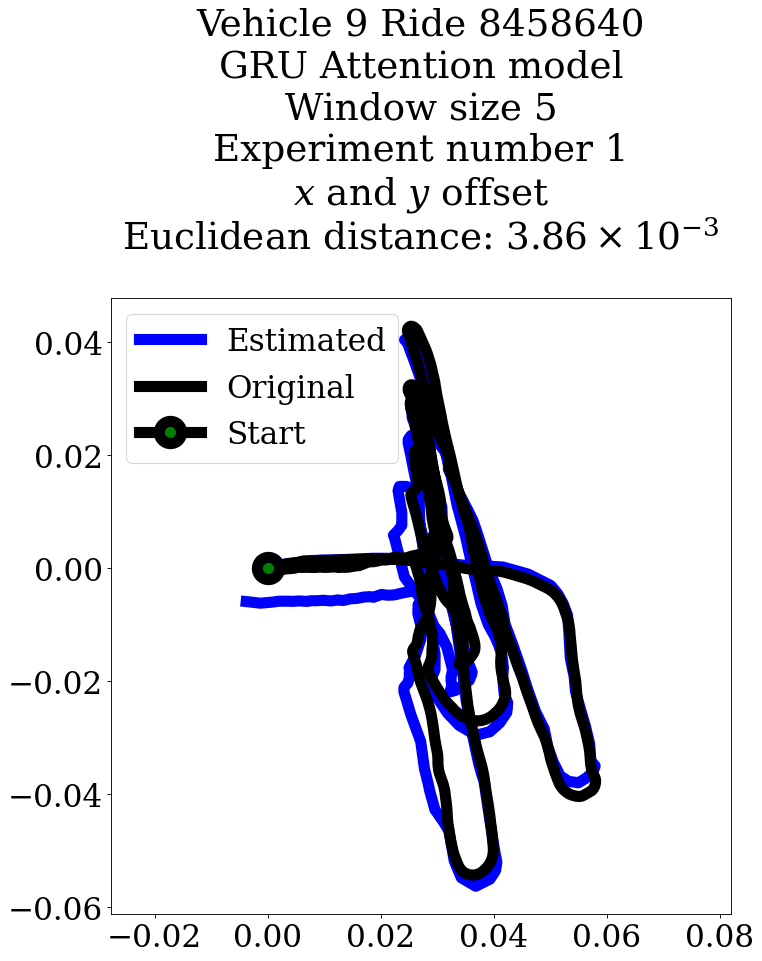 Vehicle 9 Ride 8458640
GRU Attention model
Window size 5
Experiment number 1
x and y offset
Euclidean distance: 3.86 × 10⁻³
Estimated
Original
Start
0.04
0.02
0.00
−0.02
−0.04
−0.06
−0.02 0.00 0.02 0.04 0.06 0.08